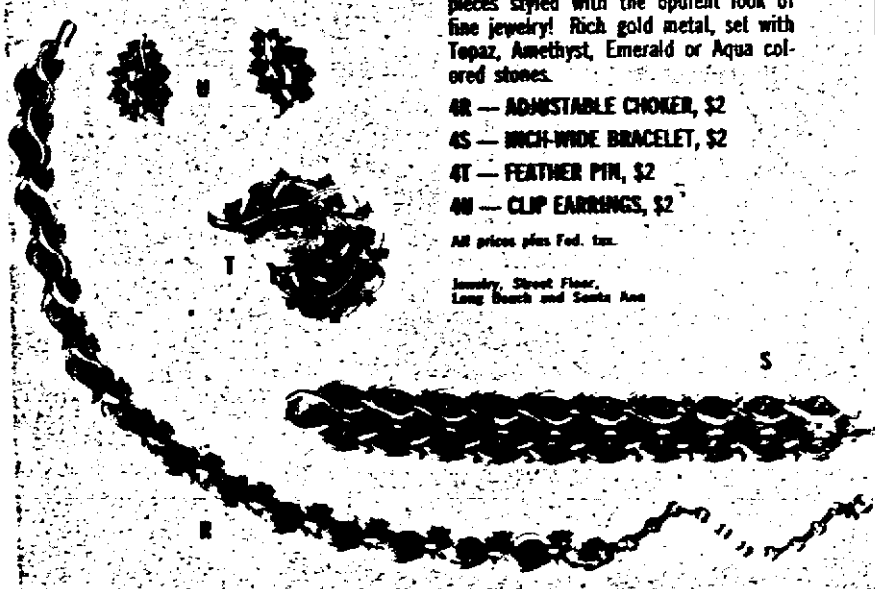 pieces styled with the opulent look of
fine jewelry! Rich gold metal, set with
Topaz, Amethyst, Emerald or Aqua col-
ored stones.
4R — ADJUSTABLE CHOKER, $2
4S — INCH-WIDE BRACELET, $2
4T — FEATHER PIN, $2
4U — CLIP EARRINGS, $2
All prices plus Fed. tax.
Jewelry, Street Floor,
Long Beach and Santa Ana
U
T
S
R